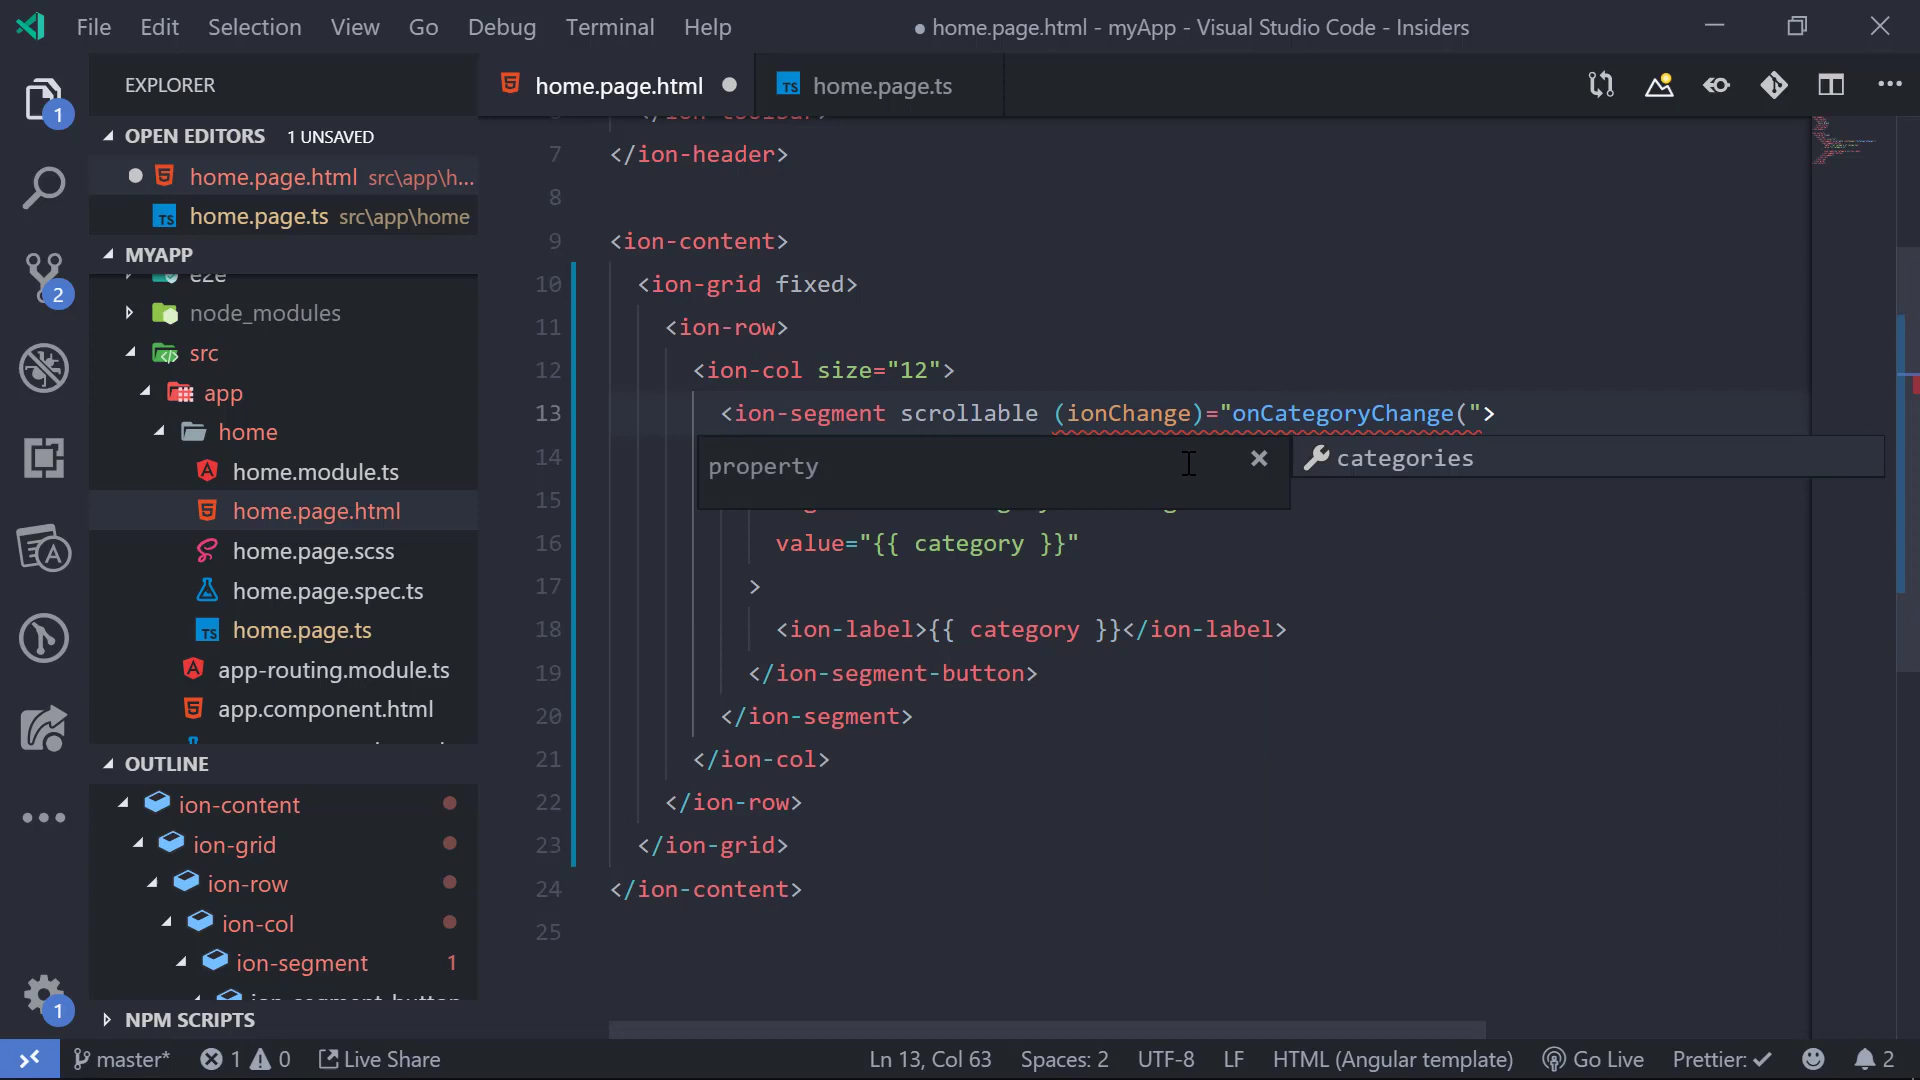 File Edit Selection View Go Debug Terminal Help ● home.page.html - myApp - Visual Studio Code - Insiders
EXPLORER
home.page.html
TS home.page.ts
OPEN EDITORS 1 UNSAVED
home.page.html src\app\h...
TS home.page.ts src\app\home
MYAPP
e2e
node_modules
src
app
home
home.module.ts
home.page.html
home.page.scss
home.page.spec.ts
TS home.page.ts
app-routing.module.ts
app.component.html
OUTLINE
ion-content
ion-grid
ion-row
ion-col
ion-segment 1
NPM SCRIPTS
1
2
1
7 </ion-header>
8
9 <ion-content>
10 <ion-grid fixed>
11 <ion-row>
12 <ion-col size="12">
13 <ion-segment scrollable (ionChange)="onCategoryChange(">
14
property
categories
15
16 value="{{ category }}"
17 >
18 <ion-label>{{ category }}</ion-label>
19 </ion-segment-button>
20 </ion-segment>
21 </ion-col>
22 </ion-row>
23 </ion-grid>
24 </ion-content>
25
master* 1 0 Live Share Ln 13, Col 63 Spaces: 2 UTF-8 LF HTML (Angular template) Go Live Prettier: ✓ 2